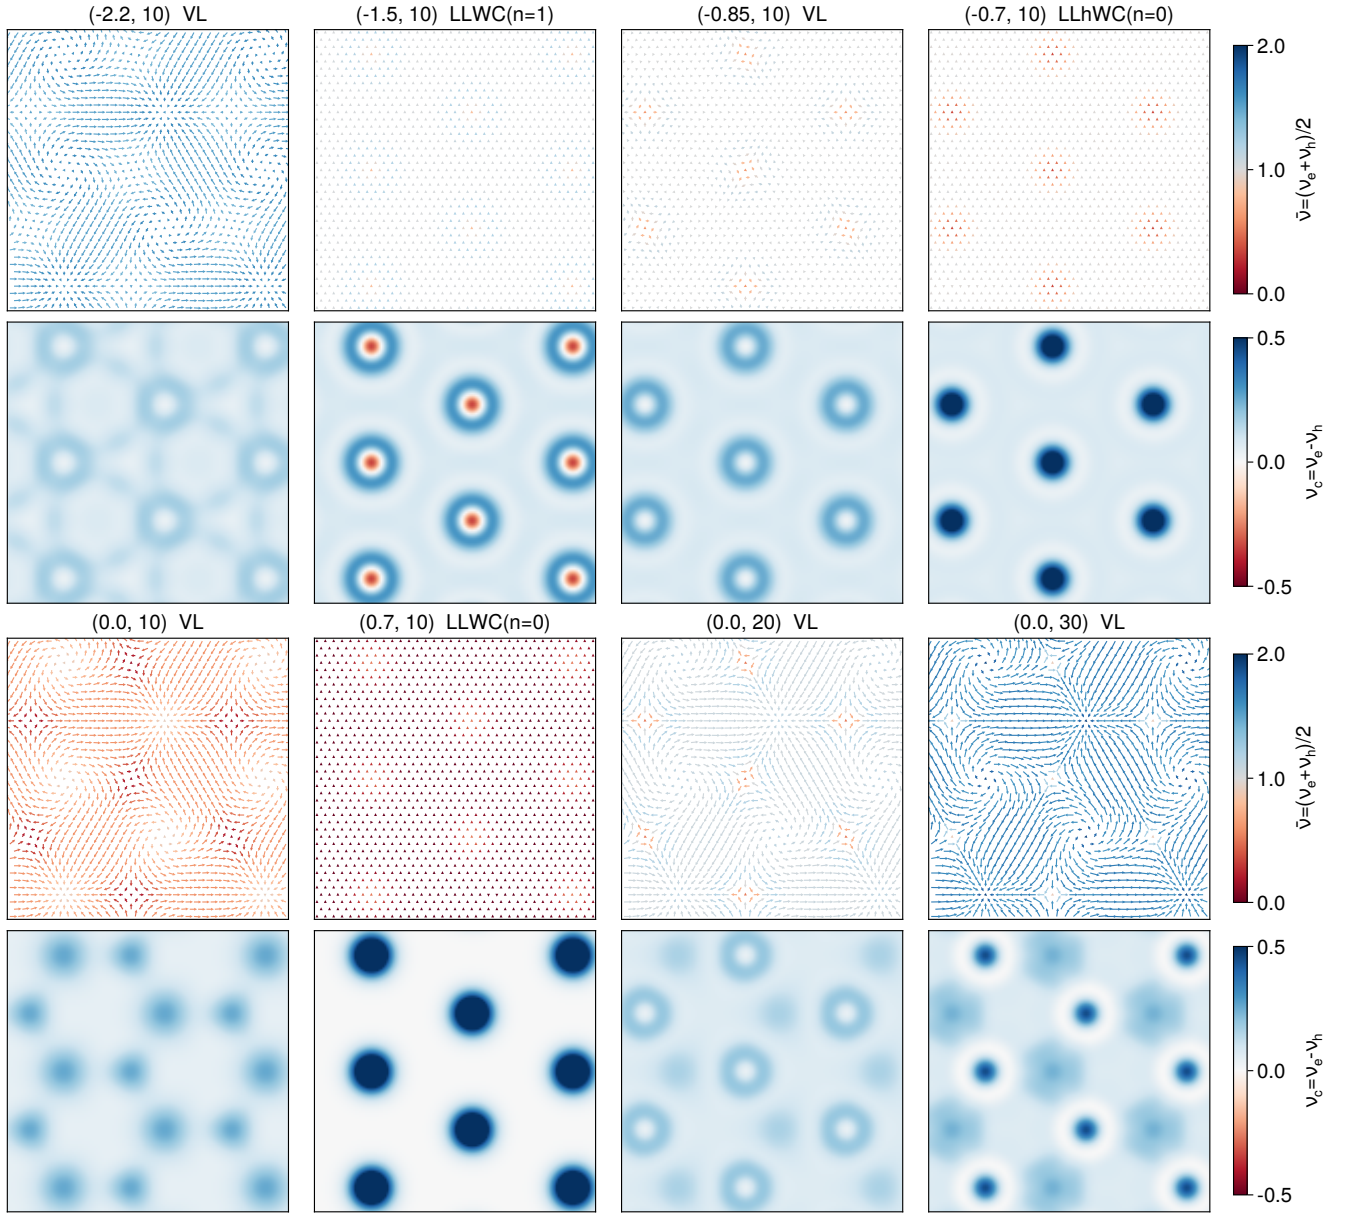 (-2.2, 10) VL
(-1.5, 10) LLWC(n=1)
(-0.85, 10) VL
(-0.7, 10) LLhWC(n=0)
2.0
1.0
0.0
ν̄=(νe+νh)/2
0.5
0.0
-0.5
νc=νe-νh
(0.0, 10) VL
(0.7, 10) LLWC(n=0)
(0.0, 20) VL
(0.0, 30) VL
2.0
1.0
0.0
ν̄=(νe+νh)/2
0.5
0.0
-0.5
νc=νe-νh